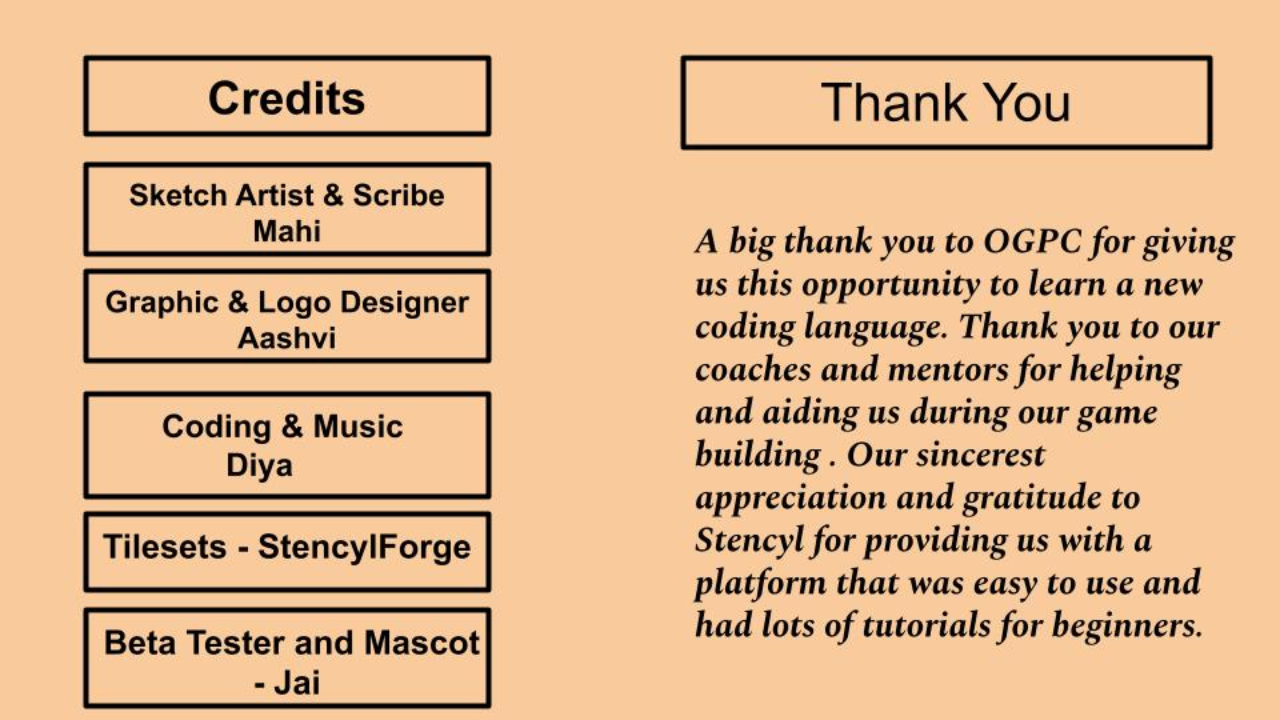 Credits
Sketch Artist & Scribe
Mahi
Graphic & Logo Designer
Aashvi
Coding & Music
Diya
Tilesets - StencylForge
Beta Tester and Mascot
- Jai
Thank You
A big thank you to OGPC for giving
us this opportunity to learn a new
coding language. Thank you to our
coaches and mentors for helping
and aiding us during our game
building . Our sincerest
appreciation and gratitude to
Stencyl for providing us with a
platform that was easy to use and
had lots of tutorials for beginners.